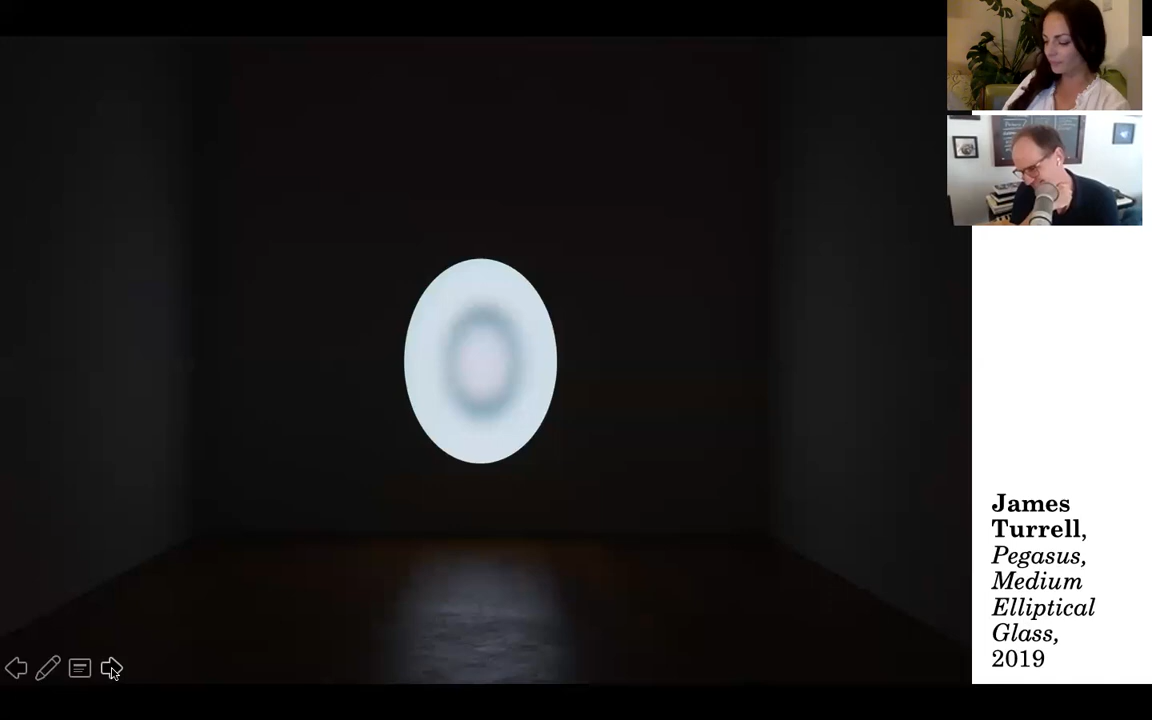 James
Turrell,
Pegasus,
Medium
Elliptical
Glass,
2019